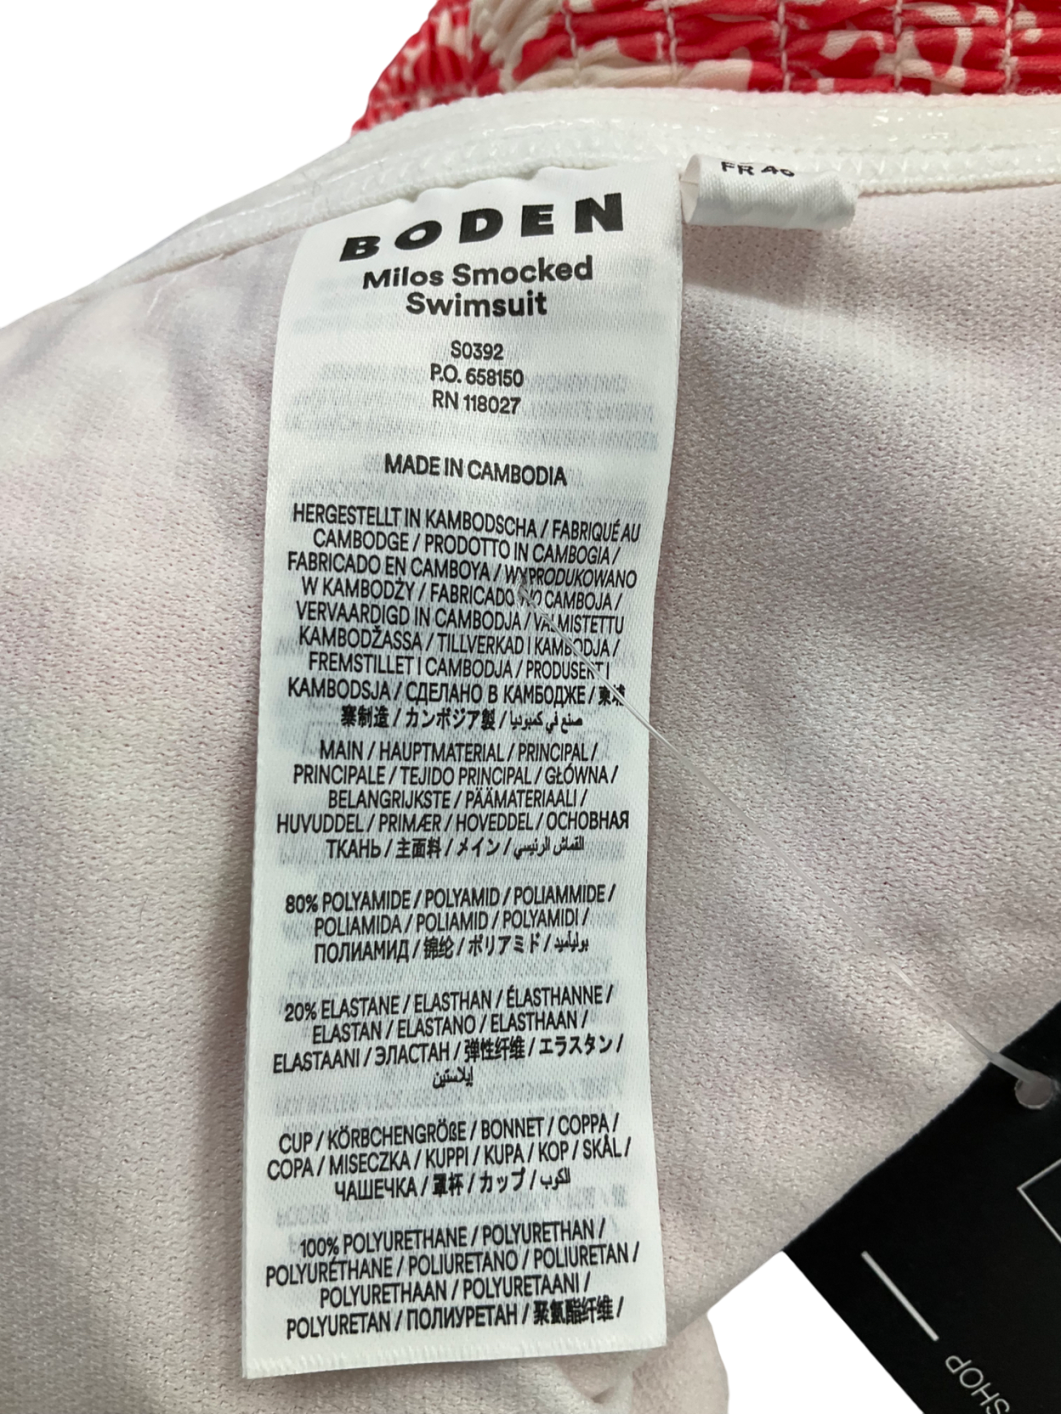 FR 46
BODEN
Milos Smocked
Swimsuit
S0392
P.O. 658150
RN 118027
MADE IN CAMBODIA
HERGESTELLT IN KAMBODSCHA / FABRIQUÉ AU
CAMBODGE / PRODOTTO IN CAMBOGIA /
FABRICADO EN CAMBOYA / WYPRODUKOWANO
W KAMBODŻY / FABRICADO NO CAMBOJA /
VERVAARDIGD IN CAMBODJA / VALMISTETTU
KAMBODŽASSA / TILLVERKAD I KAMBODJA /
FREMSTILLET I CAMBODJA / PRODUSERT I
KAMBODSJA / СДЕЛАНО В КАМБОДЖЕ / 柬埔
寨制造 / カンボジア製 / صنع في كمبوديا
MAIN / HAUPTMATERIAL / PRINCIPAL /
PRINCIPALE / TEJIDO PRINCIPAL / GŁÓWNA /
BELANGRIJKSTE / PÄÄMATERIAALI /
HUVUDDEL / PRIMÆR / HOVEDDEL / ОСНОВНАЯ
ТКАНЬ / 主面料 / メイン / القماش الرئيسي
80% POLYAMIDE / POLYAMID / POLIAMMIDE /
POLIAMIDA / POLIAMID / POLYAMIDI /
ПОЛИАМИД / 锦纶 / ポリアミド / بولیأمید
20% ELASTANE / ELASTHAN / ÉLASTHANNE /
ELASTAN / ELASTANO / ELASTHAAN /
ELASTAANI / ЭЛАСТАН / 弹性纤维 / エラスタン /
إيلاستين
CUP / KÖRBCHENGRÖßE / BONNET / COPPA /
COPA / MISECZKA / KUPPI / KUPA / KOP / SKÅL /
ЧАШЕЧКА / 罩杯 / カップ / الكوب
100% POLYURETHANE / POLYURETHAN /
POLYURÉTHANE / POLIURETANO / POLIURETAN /
POLYURETHAAN / POLYURETAANI /
POLYURETAN / ПОЛИУРЕТАН / 聚氨酯纤维 /
SHOP